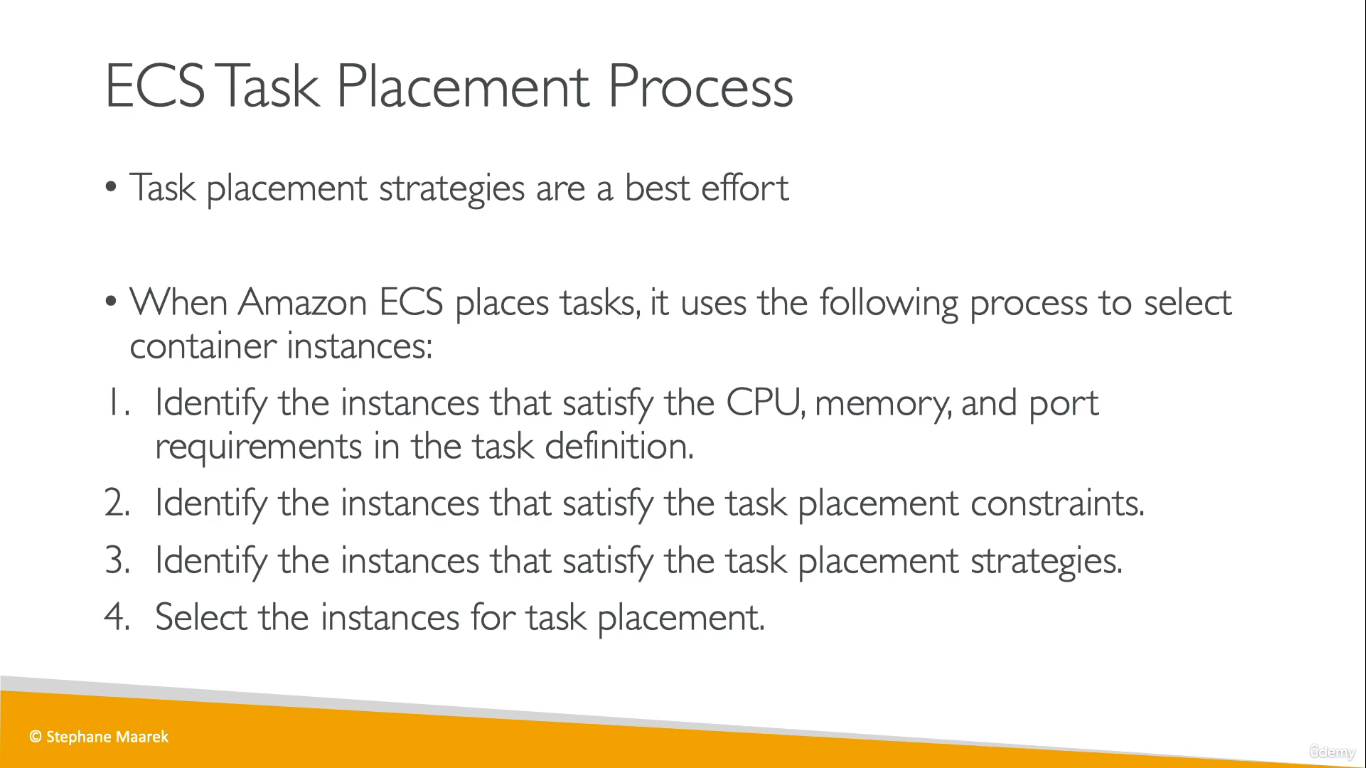 ECS Task Placement Process
• Task placement strategies are a best effort
• When Amazon ECS places tasks, it uses the following process to select
container instances:
1. Identify the instances that satisfy the CPU, memory, and port
requirements in the task definition.
2. Identify the instances that satisfy the task placement constraints.
3. Identify the instances that satisfy the task placement strategies.
4. Select the instances for task placement.
© Stephane Maarek
ûdemy